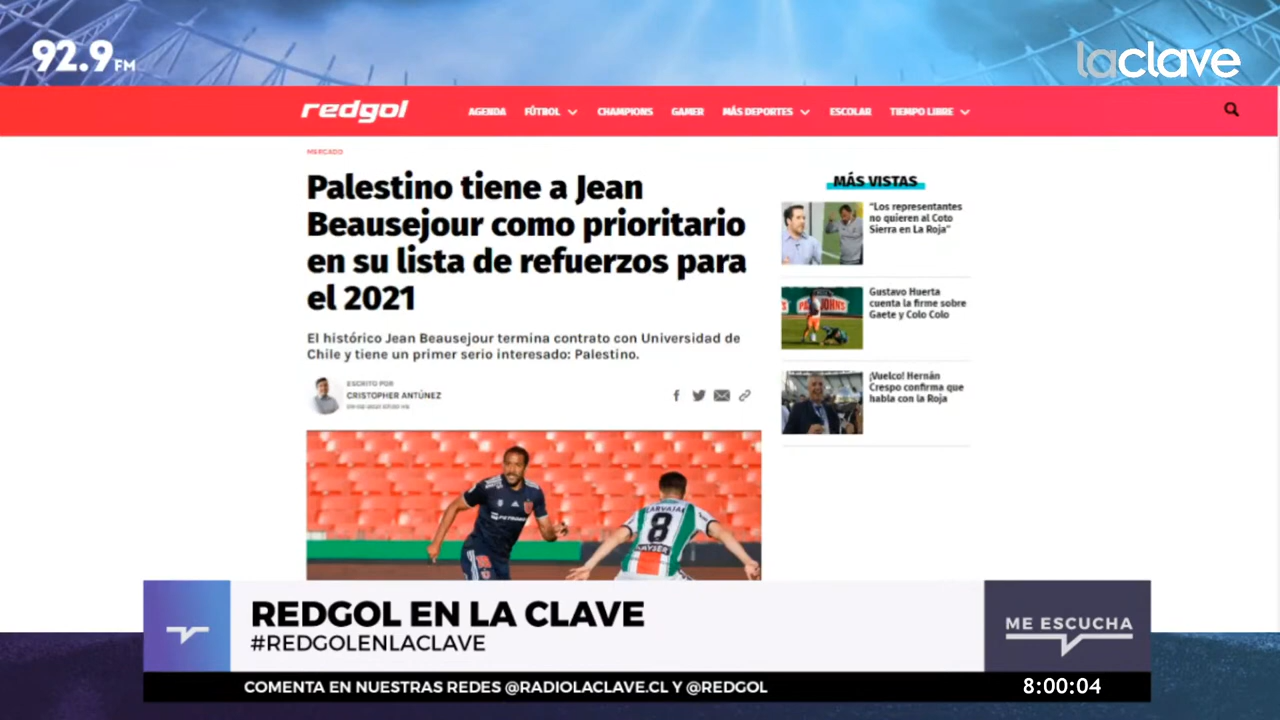 92.9 FM
laclave
redgol
AGENDA FÚTBOL CHAMPIONS GAMER MÁS DEPORTES ESCOLAR TIEMPO LIBRE
MERCADO
Palestino tiene a Jean
Beausejour como prioritario
en su lista de refuerzos para
el 2021
El histórico Jean Beausejour termina contrato con Universidad de
Chile y tiene un primer serio interesado: Palestino.
ESCRITO POR
CRISTOPHER ANTÚNEZ
MÁS VISTAS
"Los representantes
no quieren al Coto
Sierra en La Roja"
Gustavo Huerta
cuenta la firme sobre
Gaete y Colo Colo
¡Vuelco! Hernán
Crespo confirma que
habla con la Roja
CARVAJAL
8
KAYSER
REDGOL EN LA CLAVE
#REDGOLENLACLAVE
ME ESCUCHA
COMENTA EN NUESTRAS REDES @RADIOLACLAVE.CL Y @REDGOL
8:00:04